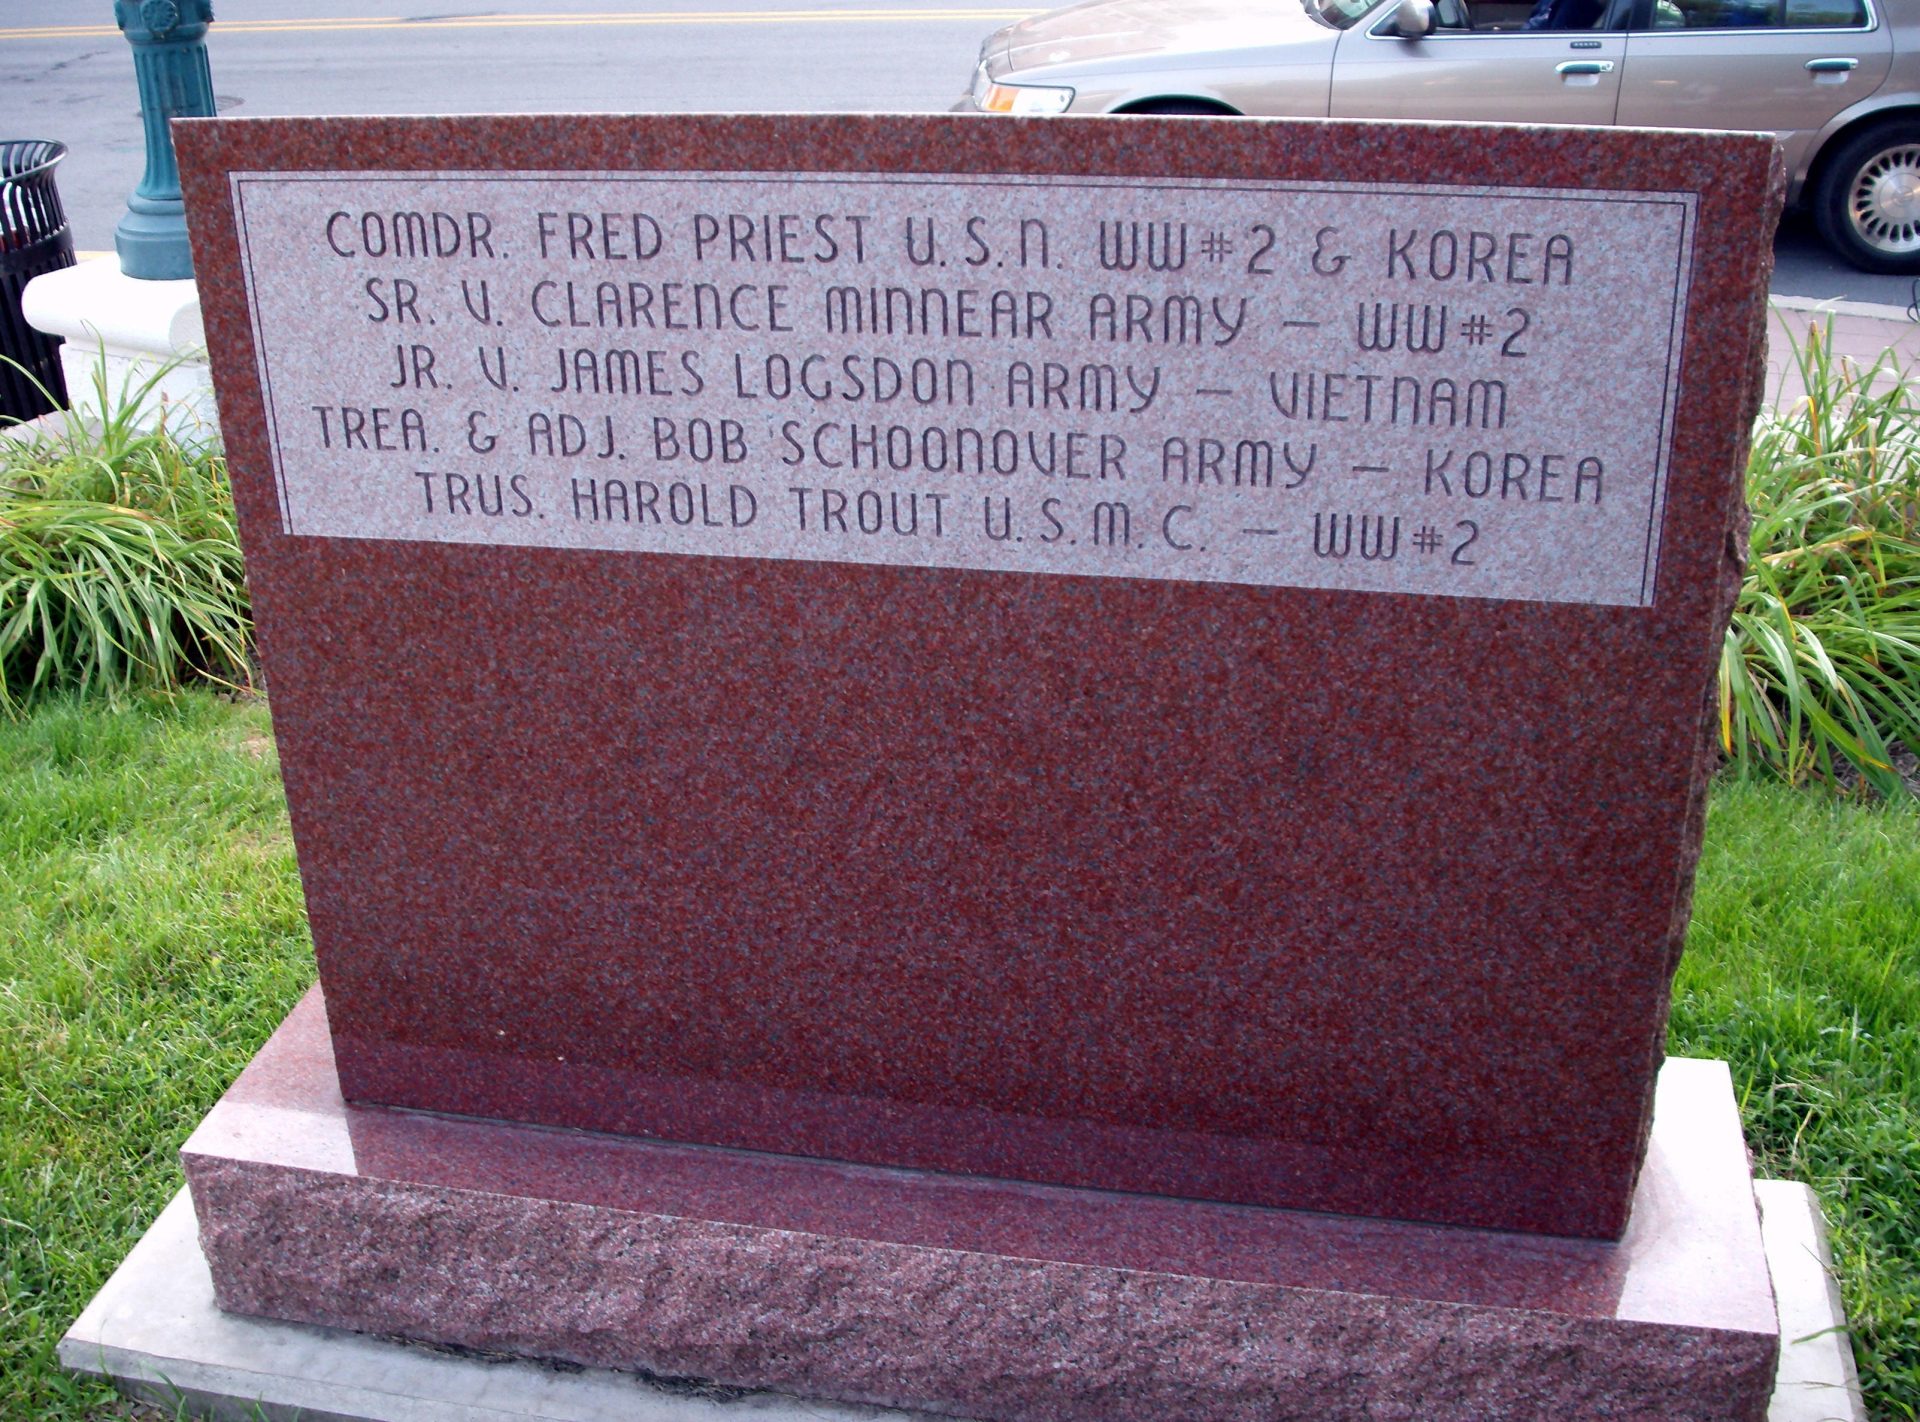 COMDR. FRED PRIEST U.S.N. WW#2 & KOREA
SR. V. CLARENCE MINNEAR ARMY – WW#2
JR. V. JAMES LOGSDON ARMY – VIETNAM
TREA. & ADJ. BOB SCHOONOVER ARMY – KOREA
TRUS. HAROLD TROUT U.S.M.C. – WW#2